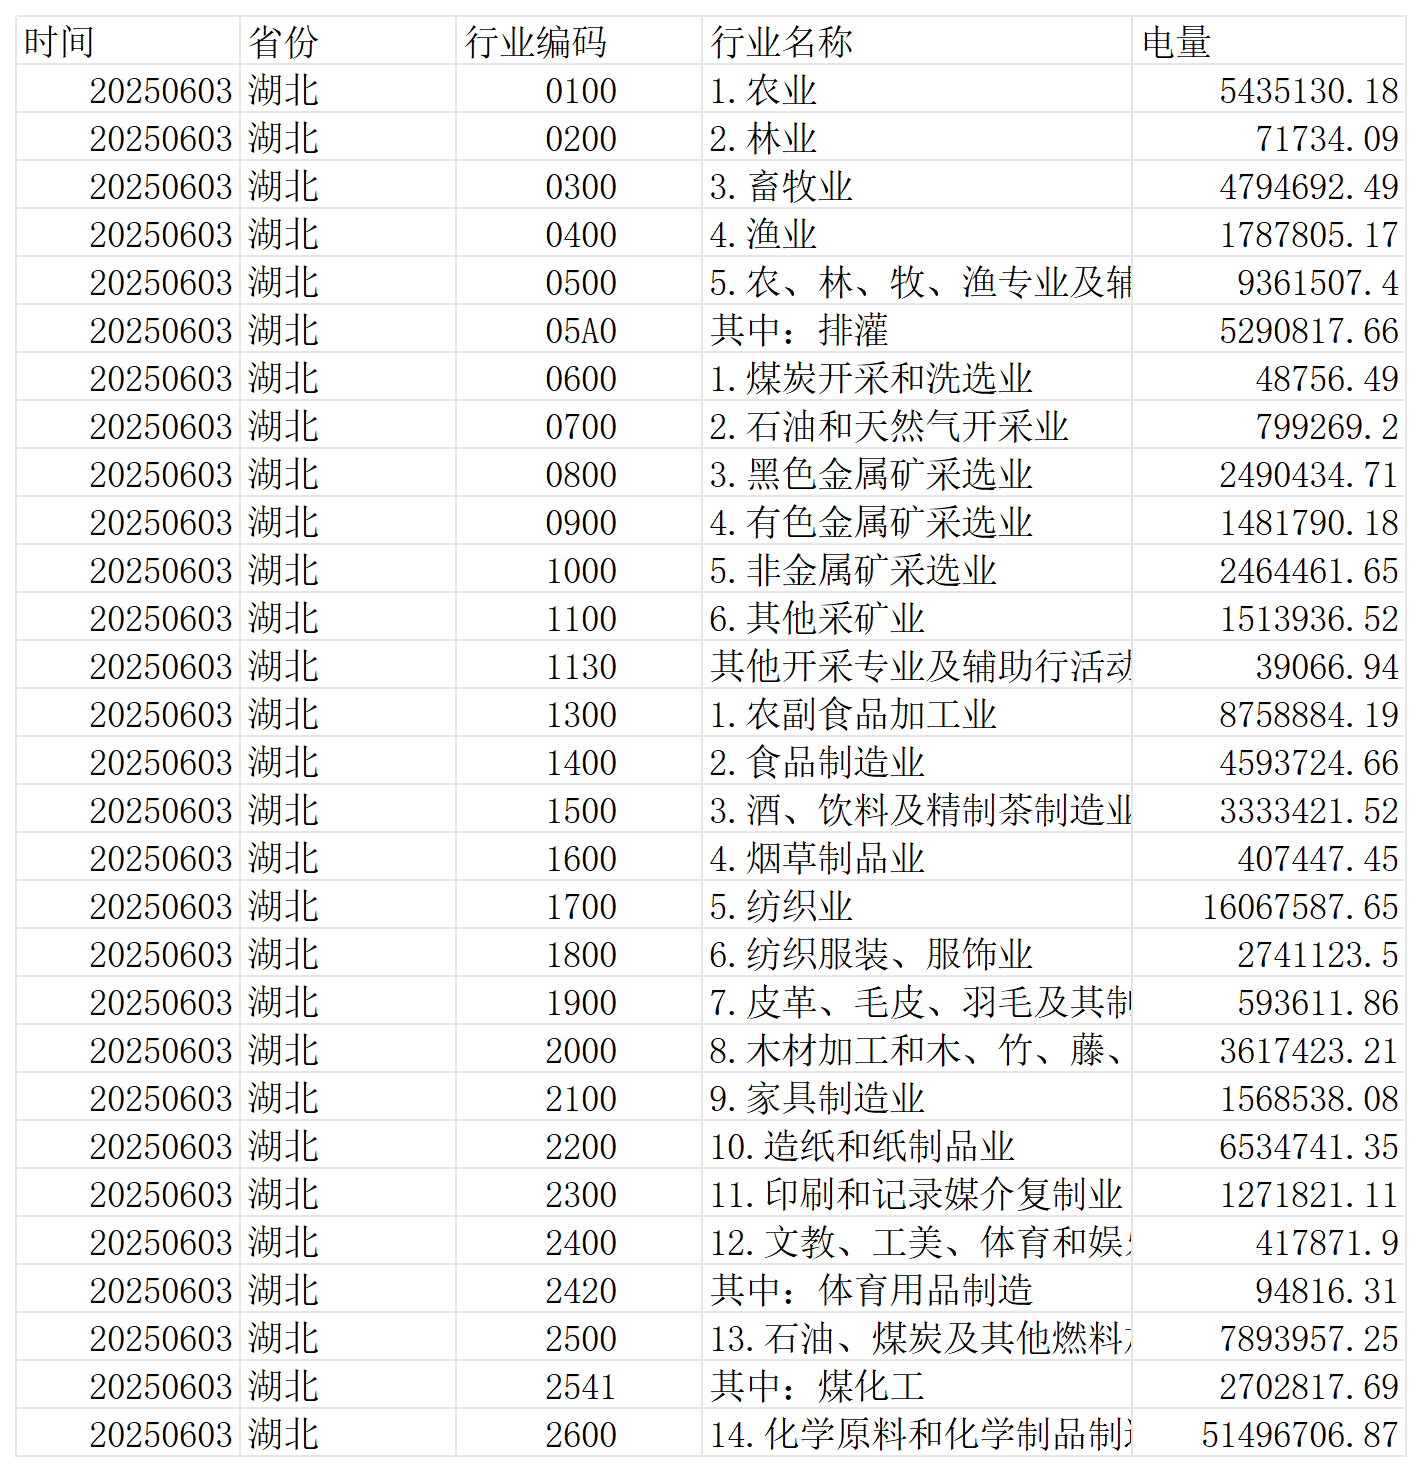 时间 省份 行业编码 行业名称 电量
20250603 湖北 0100 1.农业 5435130.18
20250603 湖北 0200 2.林业 71734.09
20250603 湖北 0300 3.畜牧业 4794692.49
20250603 湖北 0400 4.渔业 1787805.17
20250603 湖北 0500 5.农、林、牧、渔专业及辅 9361507.4
20250603 湖北 05A0 其中：排灌 5290817.66
20250603 湖北 0600 1.煤炭开采和洗选业 48756.49
20250603 湖北 0700 2.石油和天然气开采业 799269.2
20250603 湖北 0800 3.黑色金属矿采选业 2490434.71
20250603 湖北 0900 4.有色金属矿采选业 1481790.18
20250603 湖北 1000 5.非金属矿采选业 2464461.65
20250603 湖北 1100 6.其他采矿业 1513936.52
20250603 湖北 1130 其他开采专业及辅助行活动 39066.94
20250603 湖北 1300 1.农副食品加工业 8758884.19
20250603 湖北 1400 2.食品制造业 4593724.66
20250603 湖北 1500 3.酒、饮料及精制茶制造业 3333421.52
20250603 湖北 1600 4.烟草制品业 407447.45
20250603 湖北 1700 5.纺织业 16067587.65
20250603 湖北 1800 6.纺织服装、服饰业 2741123.5
20250603 湖北 1900 7.皮革、毛皮、羽毛及其制 593611.86
20250603 湖北 2000 8.木材加工和木、竹、藤、 3617423.21
20250603 湖北 2100 9.家具制造业 1568538.08
20250603 湖北 2200 10.造纸和纸制品业 6534741.35
20250603 湖北 2300 11.印刷和记录媒介复制业 1271821.11
20250603 湖北 2400 12.文教、工美、体育和娱 417871.9
20250603 湖北 2420 其中：体育用品制造 94816.31
20250603 湖北 2500 13.石油、煤炭及其他燃料 7893957.25
20250603 湖北 2541 其中：煤化工 2702817.69
20250603 湖北 2600 14.化学原料和化学制品制 51496706.87